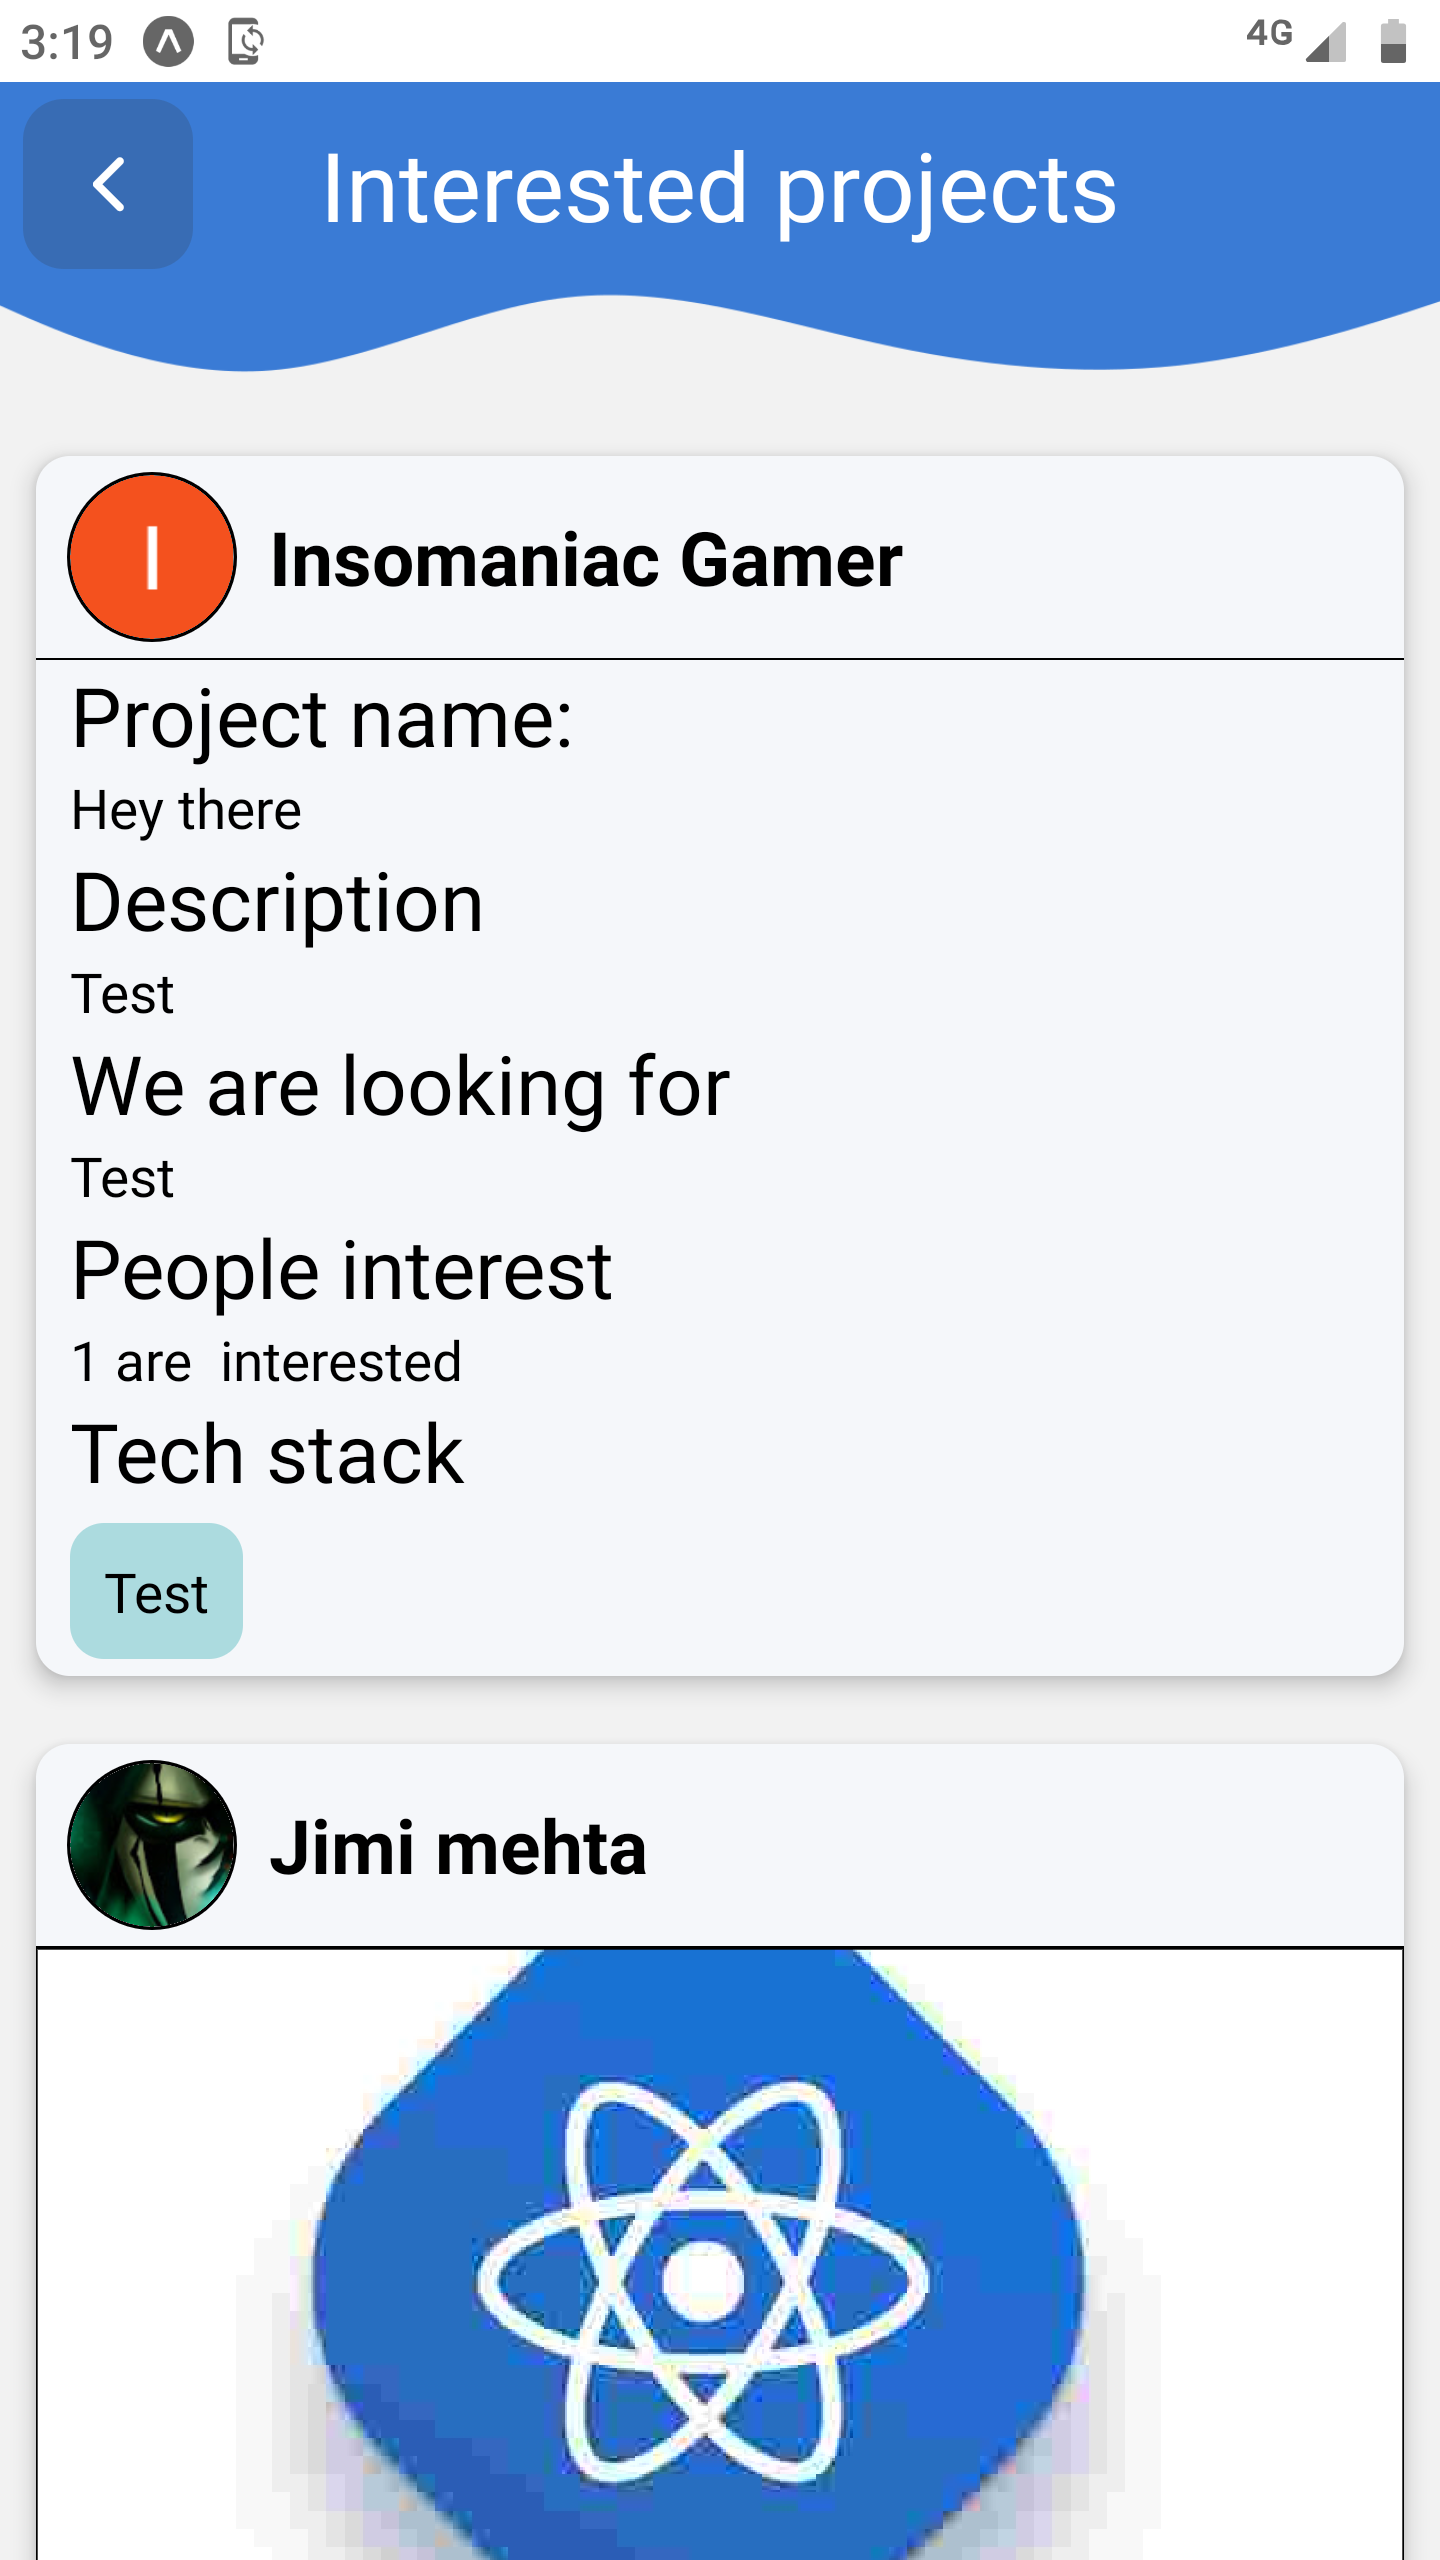 3:19
4G
Interested projects
I
Insomaniac Gamer
Project name:
Hey there
Description
Test
We are looking for
Test
People interest
1 are  interested
Tech stack
Test
Jimi mehta